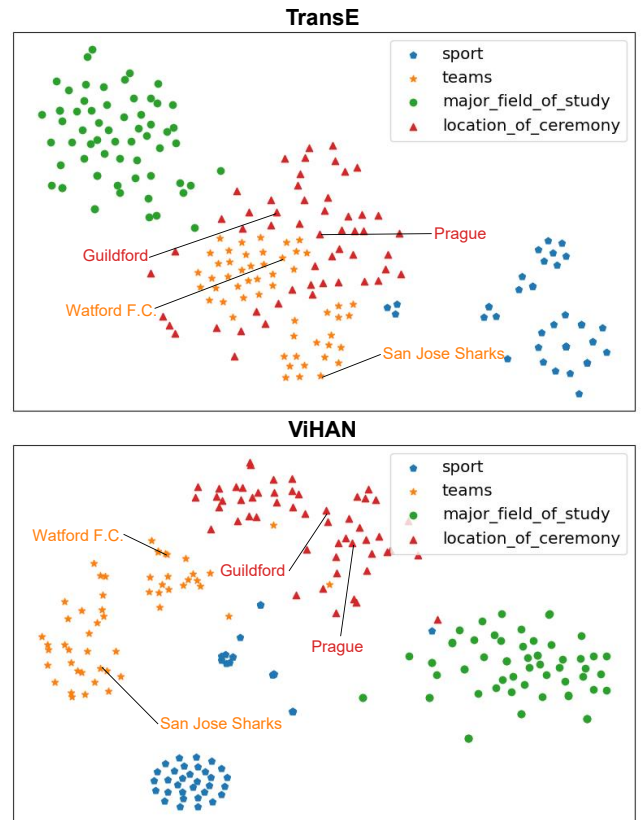 TransE
sport
teams
major_field_of_study
location_of_ceremony
Guildford
Prague
Watford F.C.
San Jose Sharks
ViHAN
sport
teams
major_field_of_study
location_of_ceremony
Watford F.C.
Guildford
Prague
San Jose Sharks